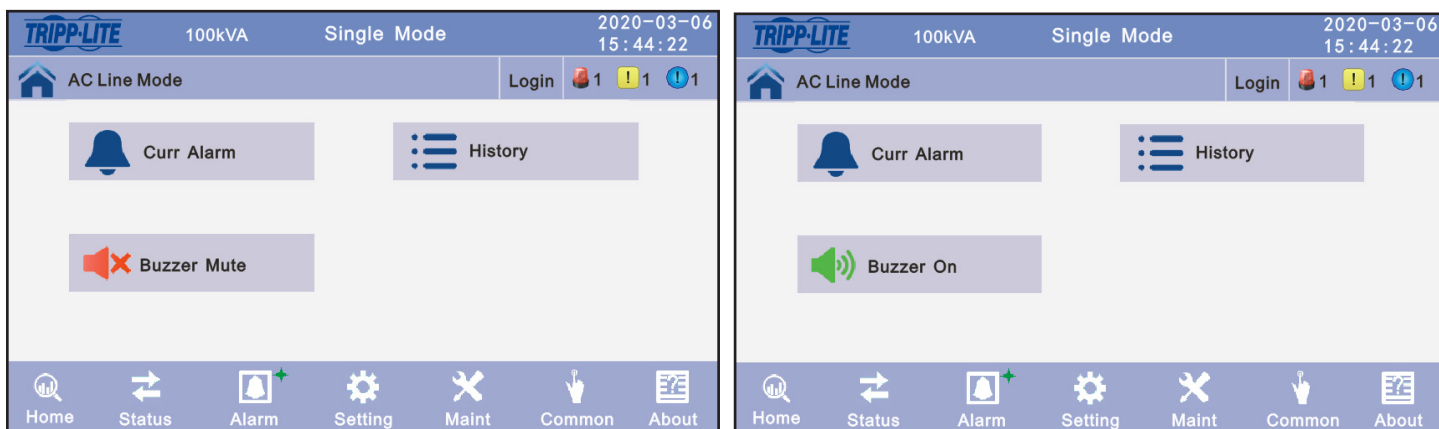 TRIPP·LITE 100kVA Single Mode 2020-03-06
15:44:22
AC Line Mode Login 1 ! 1 ! 1
Curr Alarm History
Buzzer Mute
Home Status Alarm Setting Maint Common About
TRIPP·LITE 100kVA Single Mode 2020-03-06
15:44:22
AC Line Mode Login 1 ! 1 ! 1
Curr Alarm History
Buzzer On
Home Status Alarm Setting Maint Common About